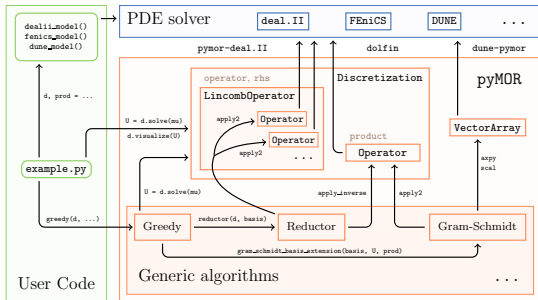 dealii_model()
fenics_model()
dune_model()
PDE solver
deal.II
FEniCS
DUNE
...
pymor-deal.II
dolfin
dune-pymor
operator, rhs
Discretization
pyMOR
LincombOperator
d, prod = ...
U = d.solve(mu)
d.visualize(U)
apply2
Operator
Operator
apply2
...
product
Operator
VectorArray
example.py
axpy
scal
U = d.solve(mu)
apply_inverse
apply2
greedy(d, ...)
Greedy
reductor(d, basis)
Reductor
Gram-Schmidt
gram_schmidt_basis_extension(basis, U, prod)
User Code
Generic algorithms
...